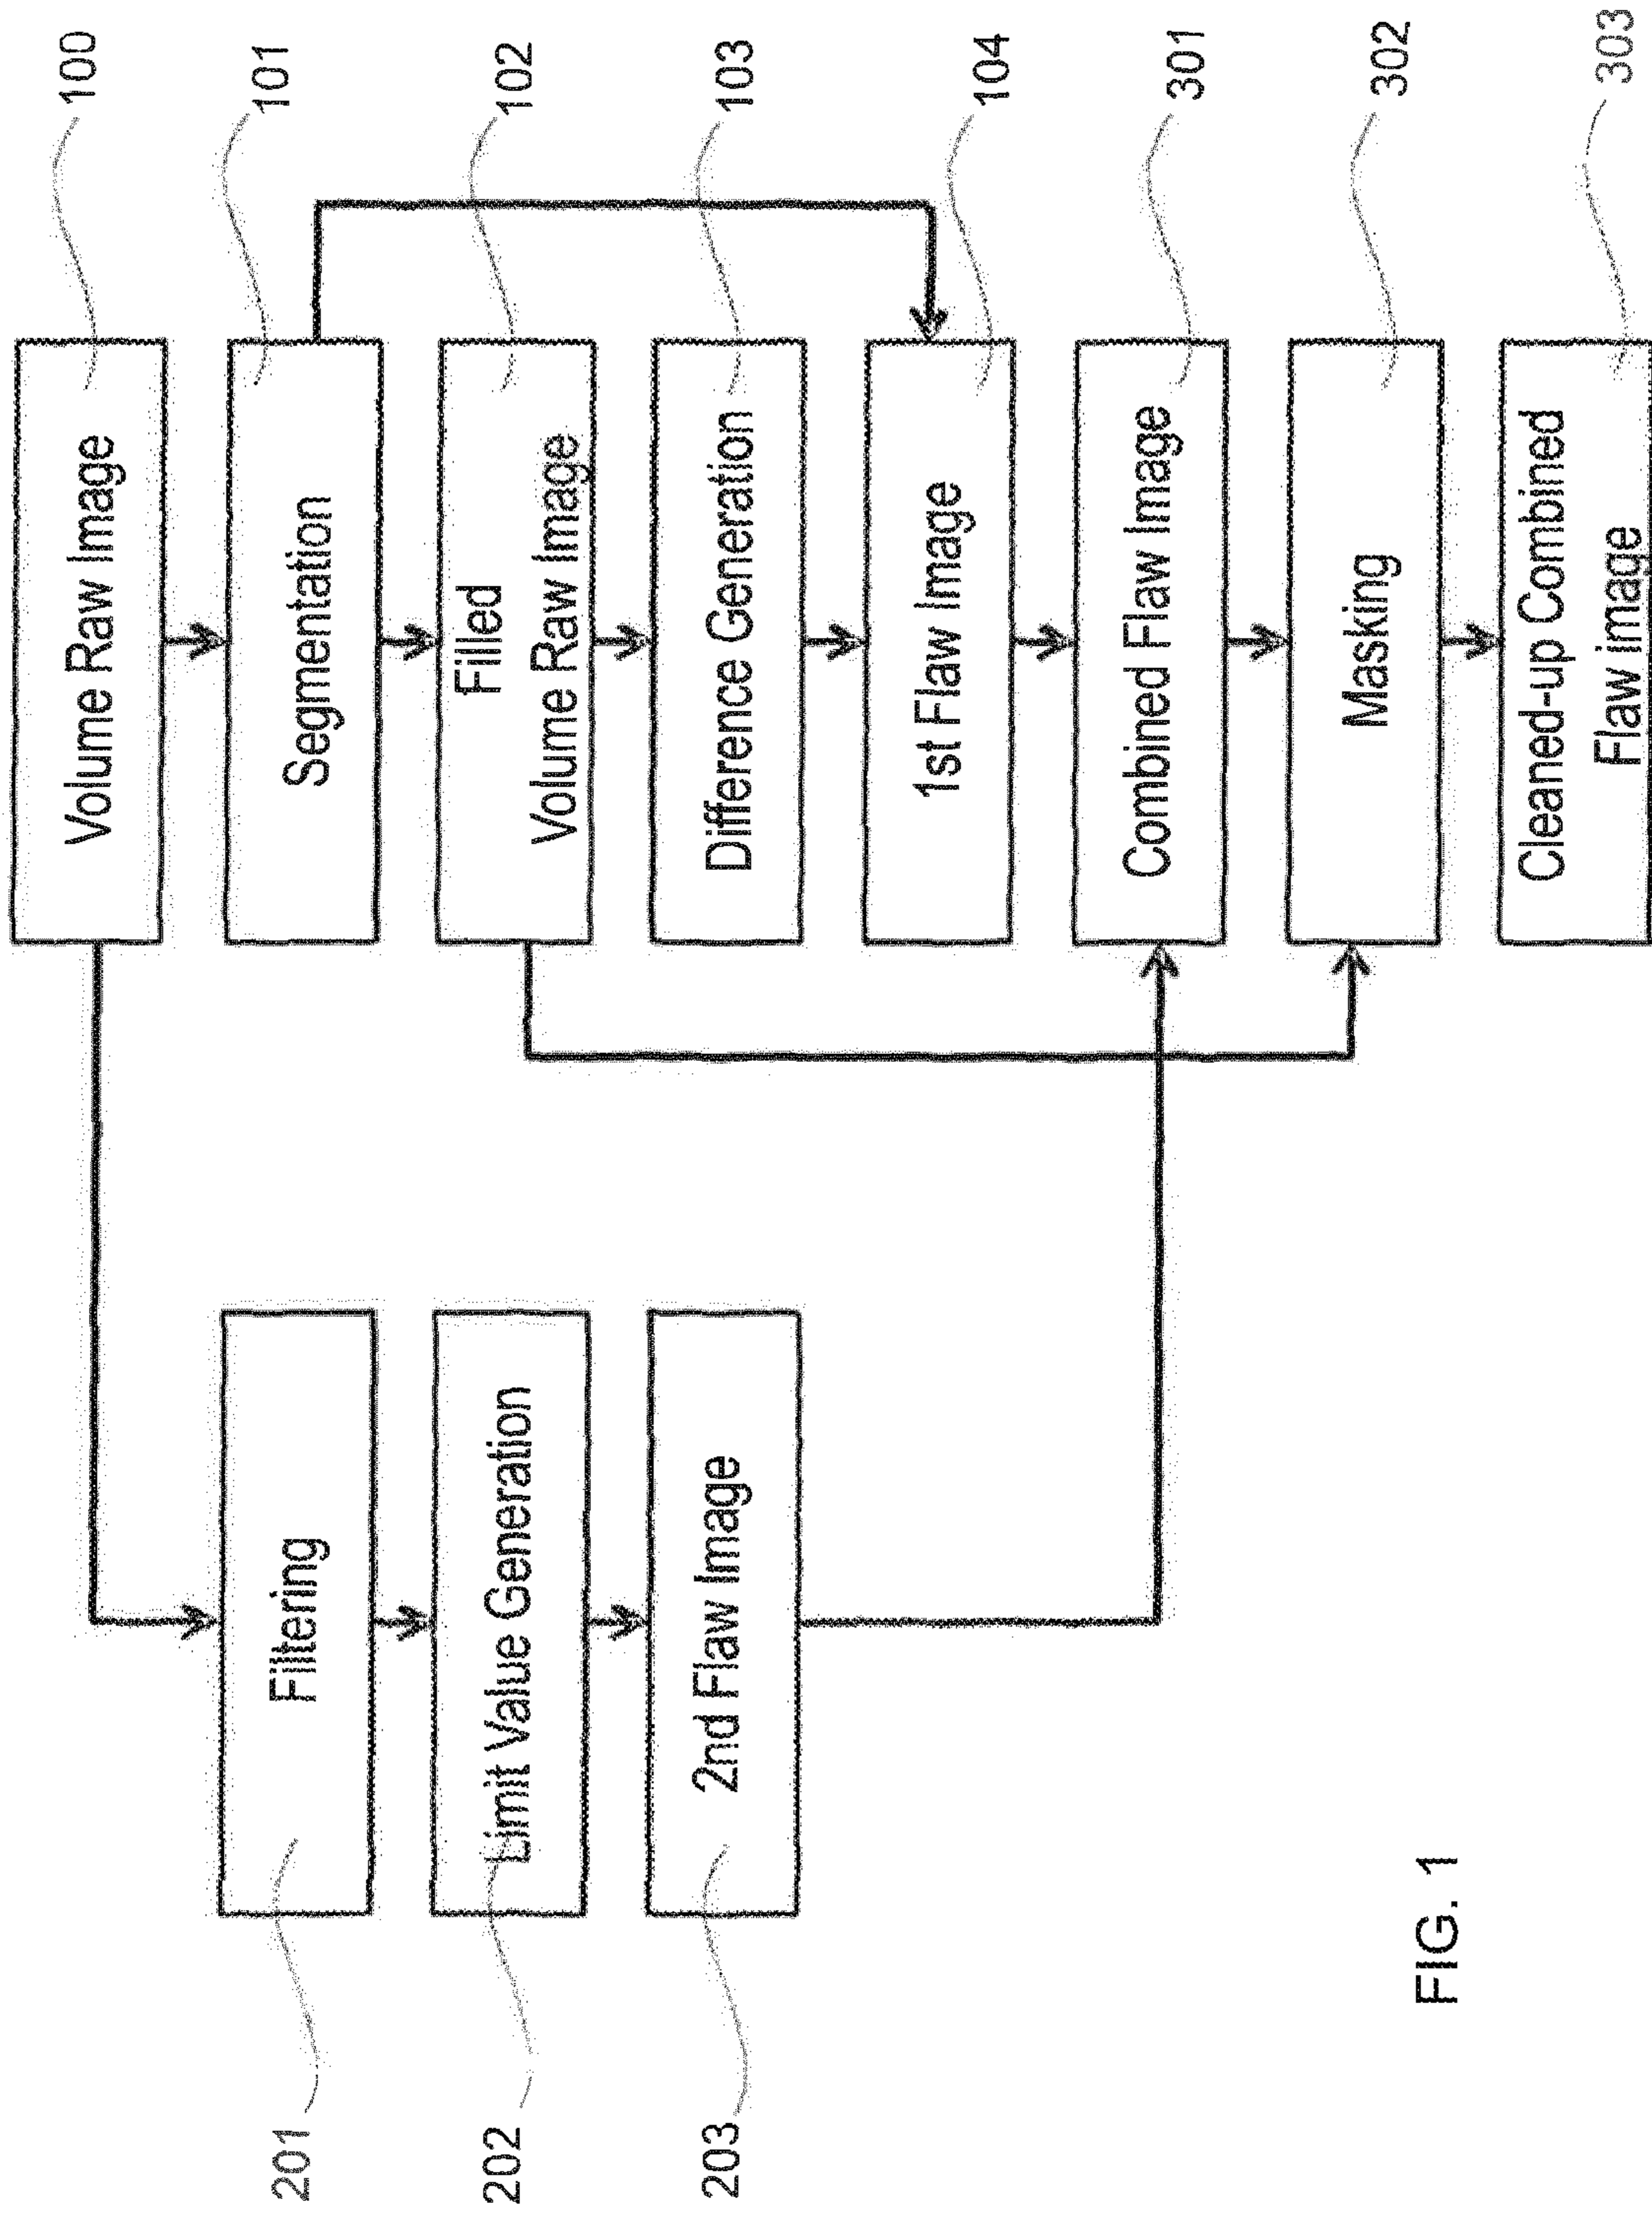 Volume Raw Image
100
Segmentation
101
Filled
Volume Raw Image
102
Difference Generation
103
1st Flaw Image
104
Combined Flaw Image
301
Masking
302
Cleaned-up Combined
Flaw image
303
201
Filtering
202
Limit Value Generation
203
2nd Flaw Image
FIG. 1